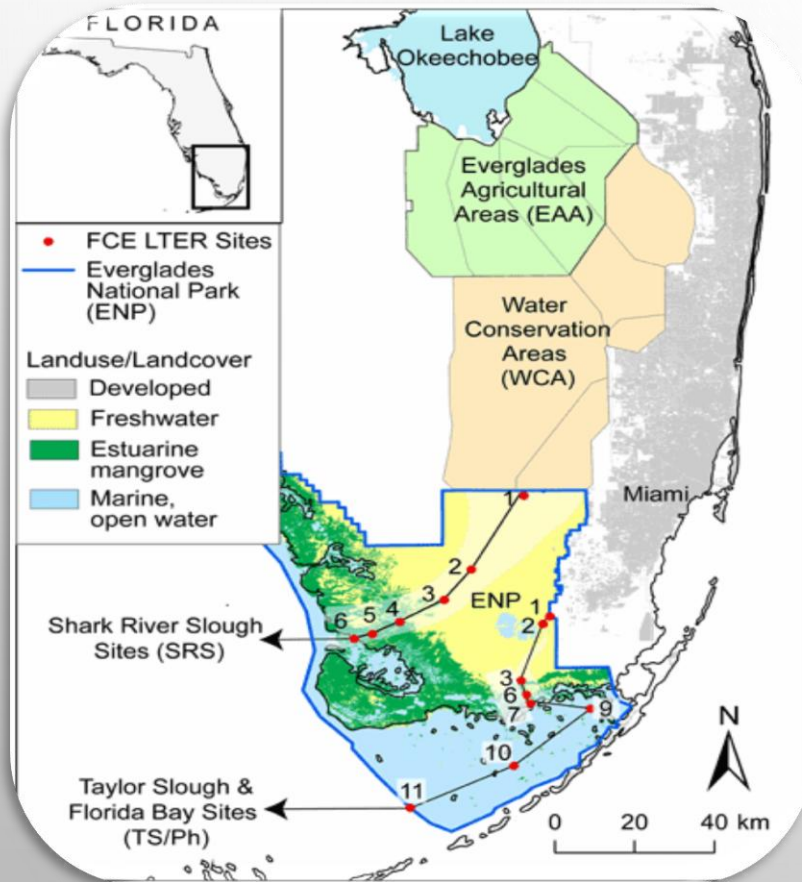 FLORIDA
Lake
Okeechobee
Everglades
Agricultural
Areas (EAA)
FCE LTER Sites
Everglades
National Park
(ENP)
Water
Conservation
Areas
(WCA)
Landuse/Landcover
Developed
Freshwater
Estuarine
mangrove
Marine,
open water
Miami
1
2
3
ENP
1
2
4
5
6
Shark River Slough
Sites (SRS)
3
6
7
9
N
10
11
Taylor Slough &
Florida Bay Sites
(TS/Ph)
0 20 40 km